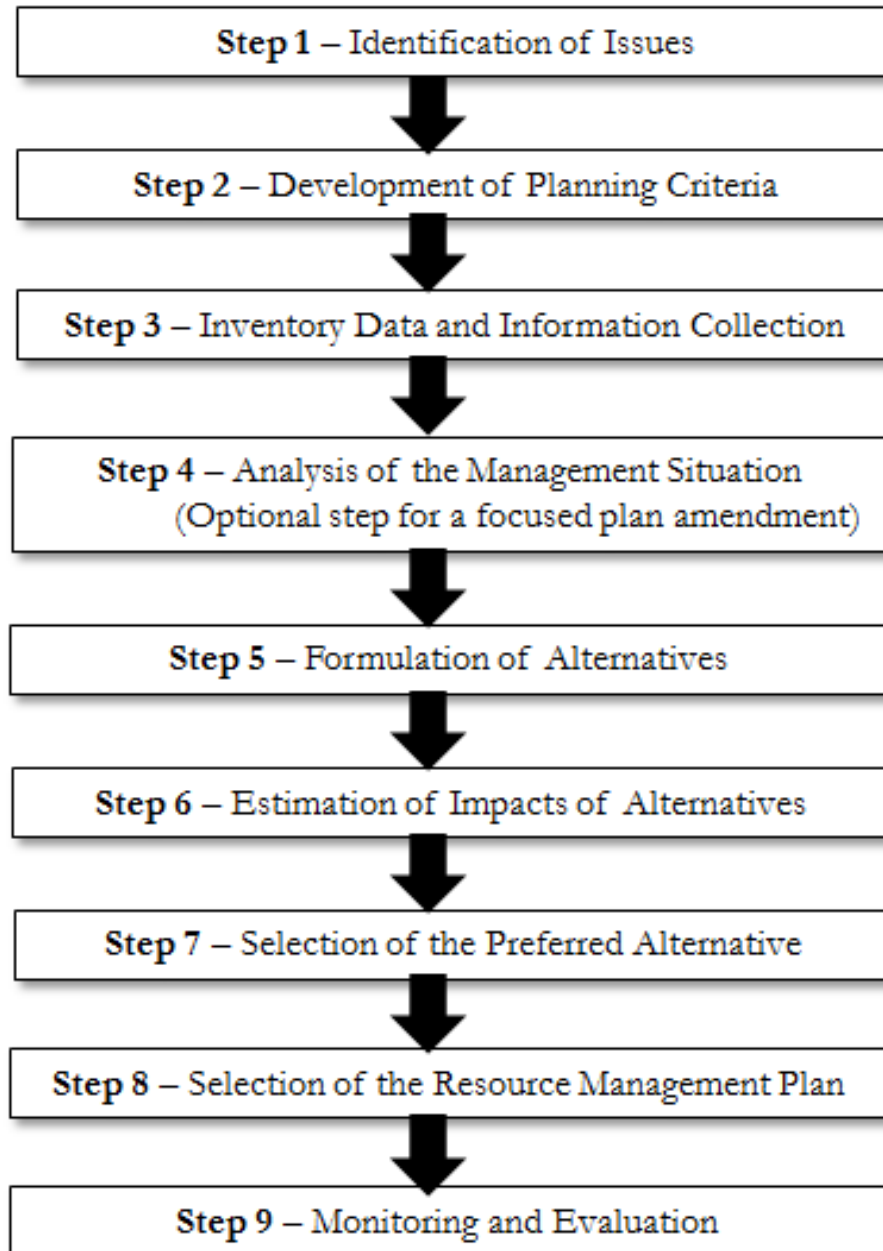 Step 1 – Identification of Issues
Step 2 – Development of Planning Criteria
Step 3 – Inventory Data and Information Collection
Step 4 – Analysis of the Management Situation
(Optional step for a focused plan amendment)
Step 5 – Formulation of Alternatives
Step 6 – Estimation of Impacts of Alternatives
Step 7 – Selection of the Preferred Alternative
Step 8 – Selection of the Resource Management Plan
Step 9 – Monitoring and Evaluation